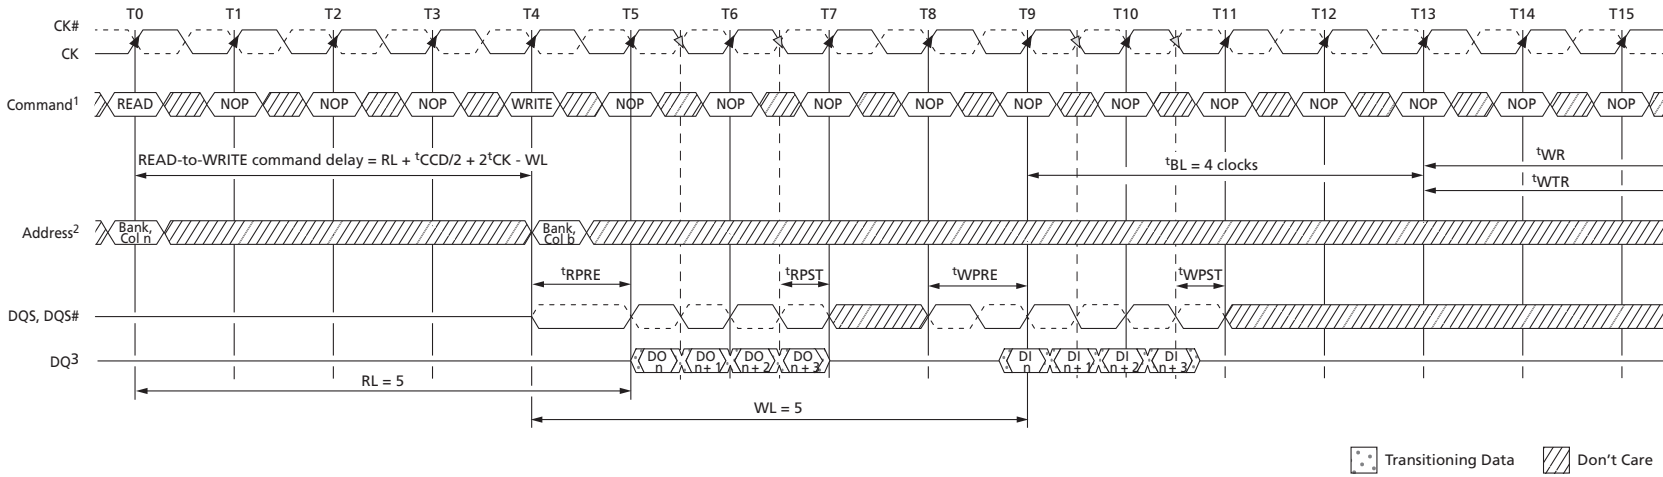 T0 T1 T2 T3 T4 T5 T6 T7 T8 T9 T10 T11 T12 T13 T14 T15
CK#
CK
Command1 READ NOP NOP NOP WRITE NOP NOP NOP NOP NOP NOP NOP NOP NOP NOP NOP
READ-to-WRITE command delay = RL + tCCD/2 + 2tCK - WL
tBL = 4 clocks
tWR
tWTR
Address2
Bank, Col n
Bank, Col b
tRPRE tRPST tWPRE tWPST
DQS, DQS#
DQ3
DO n
DO n + 1
DO n + 2
DO n + 3
DI n
DI n + 1
DI n + 2
DI n + 3
RL = 5
WL = 5
Transitioning Data
Don't Care